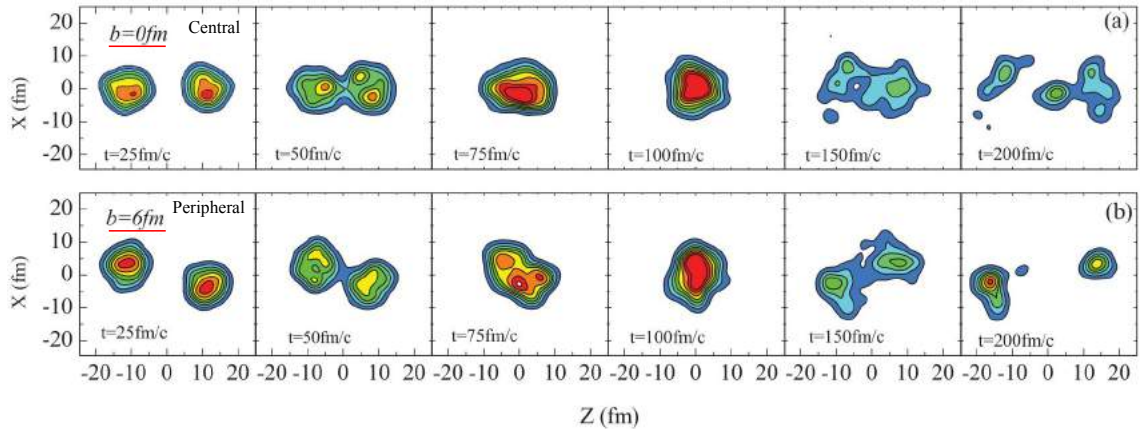 b=0fm Central (a)
X (fm)
20
10
0
-10
-20
t=25fm/c t=50fm/c t=75fm/c t=100fm/c t=150fm/c t=200fm/c
b=6fm Peripheral (b)
X (fm)
20
10
0
-10
-20
t=25fm/c t=50fm/c t=75fm/c t=100fm/c t=150fm/c t=200fm/c
-20 -10 0 10 20 -20 -10 0 10 20 -20 -10 0 10 20 -20 -10 0 10 20 -20 -10 0 10 20 -20 -10 0 10 20
Z (fm)